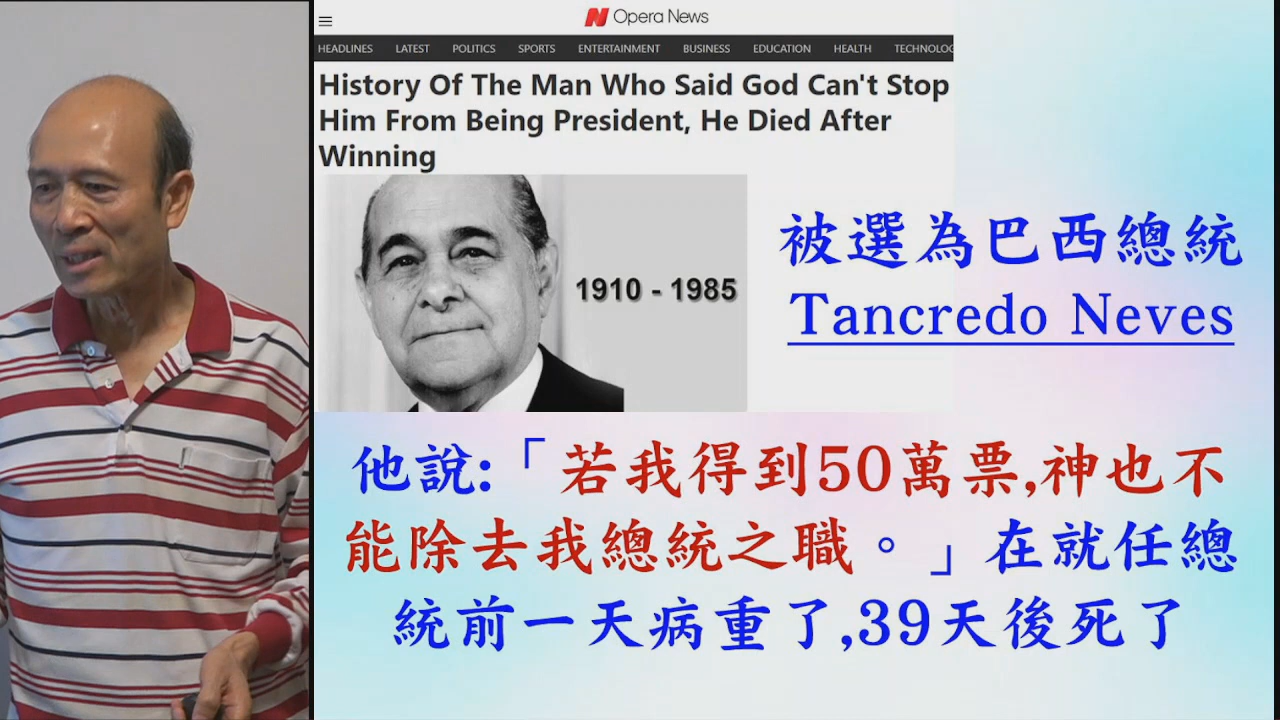 Opera News
HEADLINES LATEST POLITICS SPORTS ENTERTAINMENT BUSINESS EDUCATION HEALTH TECHNOLOG
History Of The Man Who Said God Can't Stop
Him From Being President, He Died After
Winning
1910 - 1985
被選為巴西總統
Tancredo Neves
他說:「若我得到50萬票,神也不
能除去我總統之職。」在就任總
統前一天病重了,39天後死了